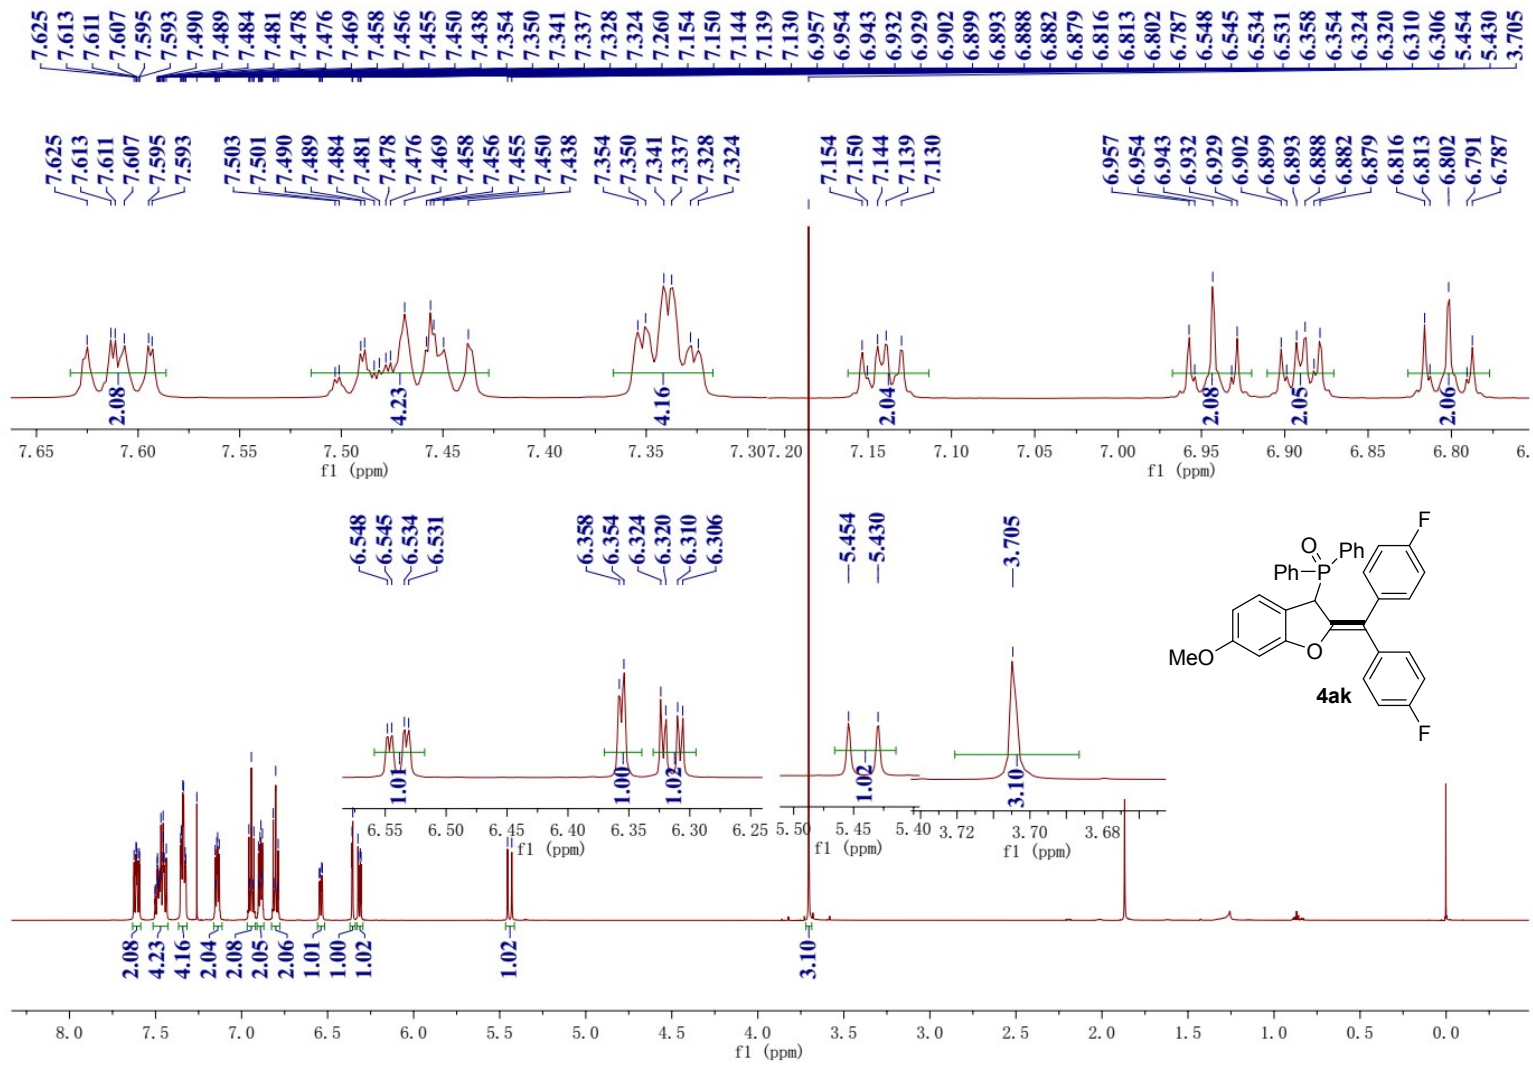 7.625 7.613 7.611 7.607 7.595 7.593 7.490 7.489 7.484 7.481 7.478 7.476 7.469 7.458 7.456 7.455 7.450 7.438 7.354 7.350 7.341 7.337 7.328 7.324 7.260 7.154 7.150 7.144 7.139 7.130 6.957 6.954 6.943 6.932 6.929 6.902 6.899 6.893 6.888 6.882 6.879 6.816 6.813 6.802 6.787 6.548 6.545 6.534 6.531 6.358 6.354 6.324 6.320 6.310 6.306 5.454 5.430 3.705
7.625 7.613 7.611 7.607 7.595 7.593 7.503 7.501 7.490 7.489 7.484 7.481 7.478 7.476 7.469 7.458 7.456 7.455 7.450 7.438 7.354 7.350 7.341 7.337 7.328 7.324 7.154 7.150 7.144 7.139 7.130 6.957 6.954 6.943 6.932 6.929 6.902 6.899 6.893 6.888 6.882 6.879 6.816 6.813 6.802 6.791 6.787
2.08 4.23 4.16 2.04 2.08 2.05 2.06
7.65 7.60 7.55 7.50 7.45 7.40 7.35 7.30 7.20 7.15 7.10 7.05 7.00 6.95 6.90 6.85 6.80 6.
f1 (ppm) f1 (ppm)
6.548 6.545 6.534 6.531 6.358 6.354 6.324 6.320 6.310 6.306 5.454 5.430 3.705
F
O
Ph
Ph P
MeO O
4ak
F
1.01 1.00 1.02 1.02 3.10
6.55 6.50 6.45 6.40 6.35 6.30 6.25 5.50 5.45 5.40 3.72 3.70 3.68
f1 (ppm) f1 (ppm) f1 (ppm)
2.08 4.23 4.16 2.04 2.08 2.05 2.06 1.01 1.00 1.02 1.02 3.10
8.0 7.5 7.0 6.5 6.0 5.5 5.0 4.5 4.0 3.5 3.0 2.5 2.0 1.5 1.0 0.5 0.0
f1 (ppm)